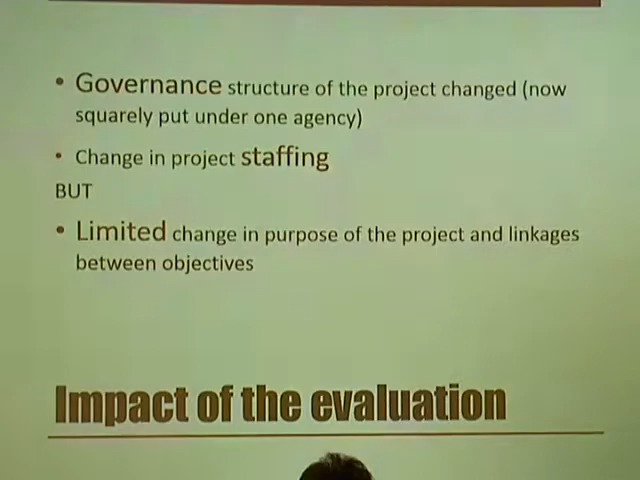 • Governance structure of the project changed (now
squarely put under one agency)
• Change in project staffing
BUT
• Limited change in purpose of the project and linkages
between objectives
Impact of the evaluation